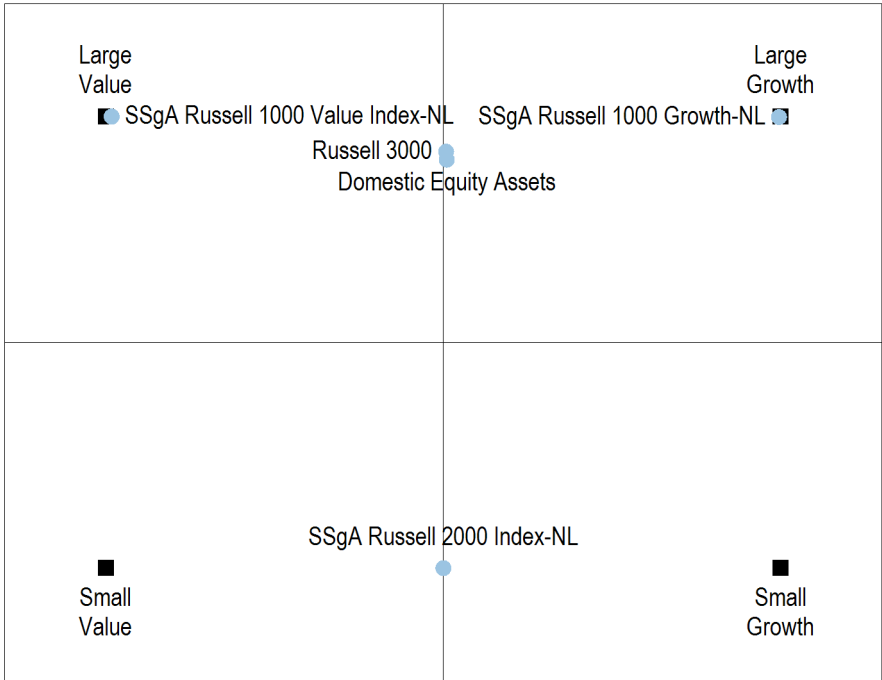 Large
Value
Large
Growth
SSgA Russell 1000 Value Index-NL
SSgA Russell 1000 Growth-NL
Russell 3000
Domestic Equity Assets
SSgA Russell 2000 Index-NL
Small
Value
Small
Growth